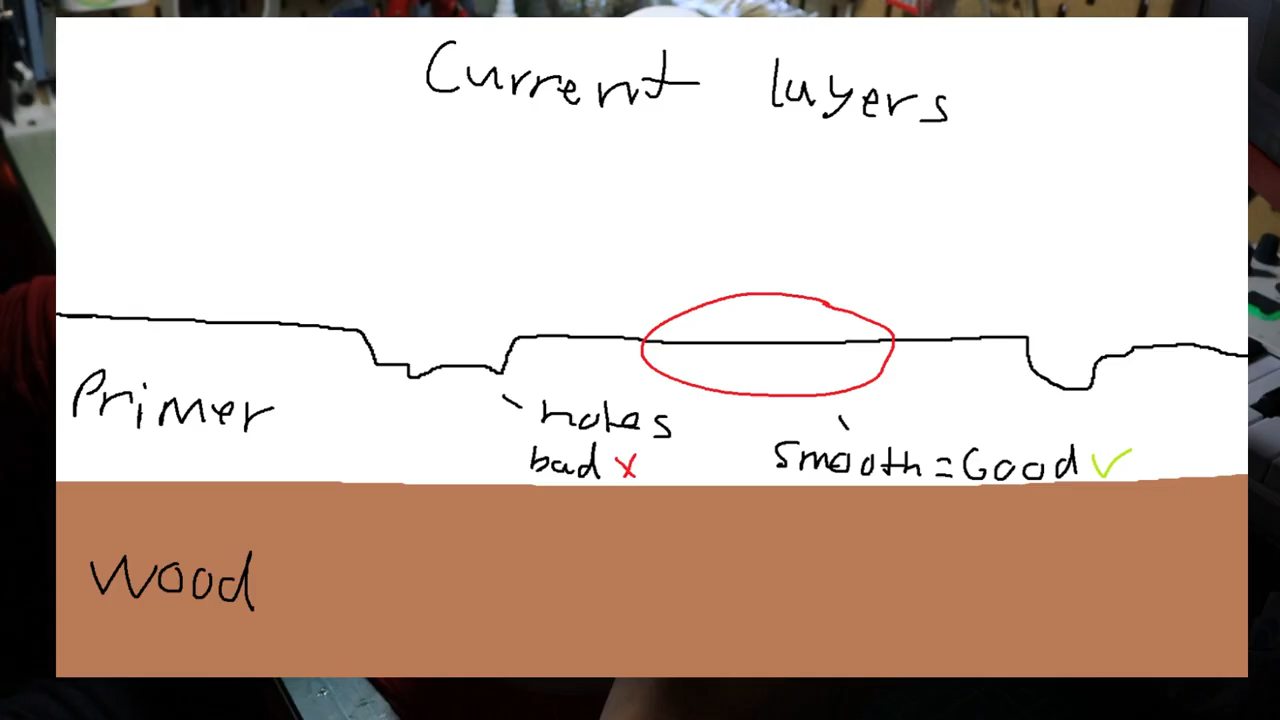 Current layers
Primer
holes
bad x
smooth = Good ✓
Wood